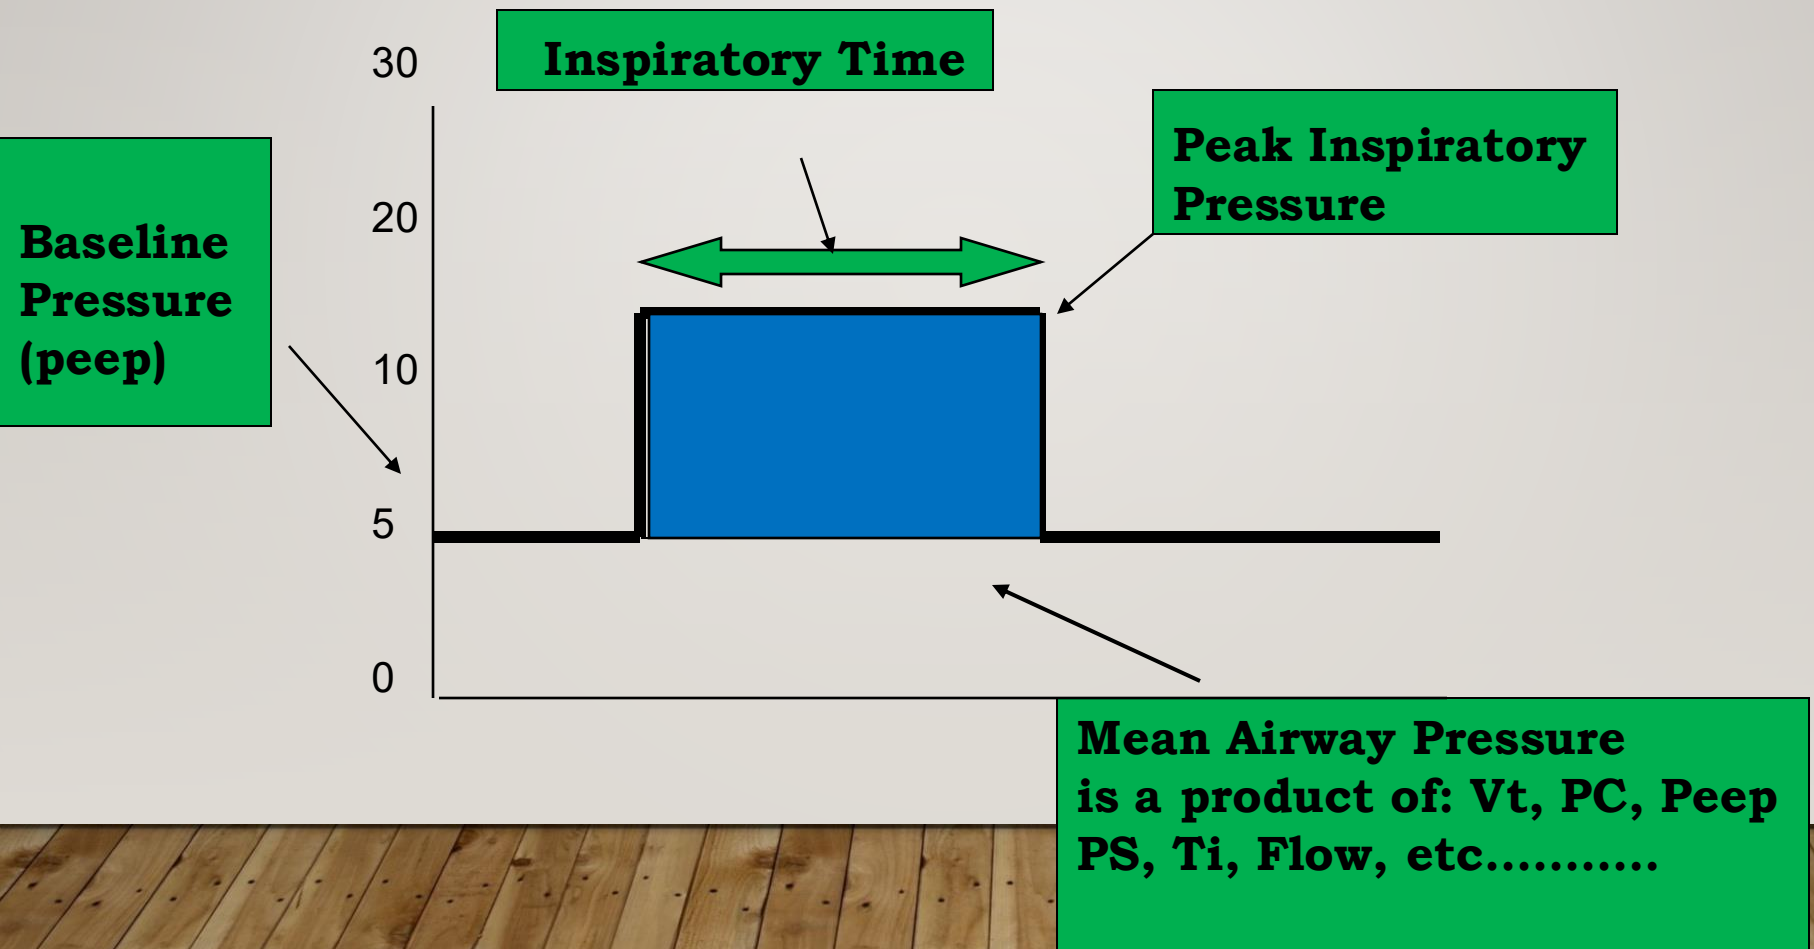 Inspiratory Time
30
Peak Inspiratory
Pressure
20
Baseline
Pressure
(peep)
10
5
0
Mean Airway Pressure
is a product of: Vt, PC, Peep
PS, Ti, Flow, etc...........